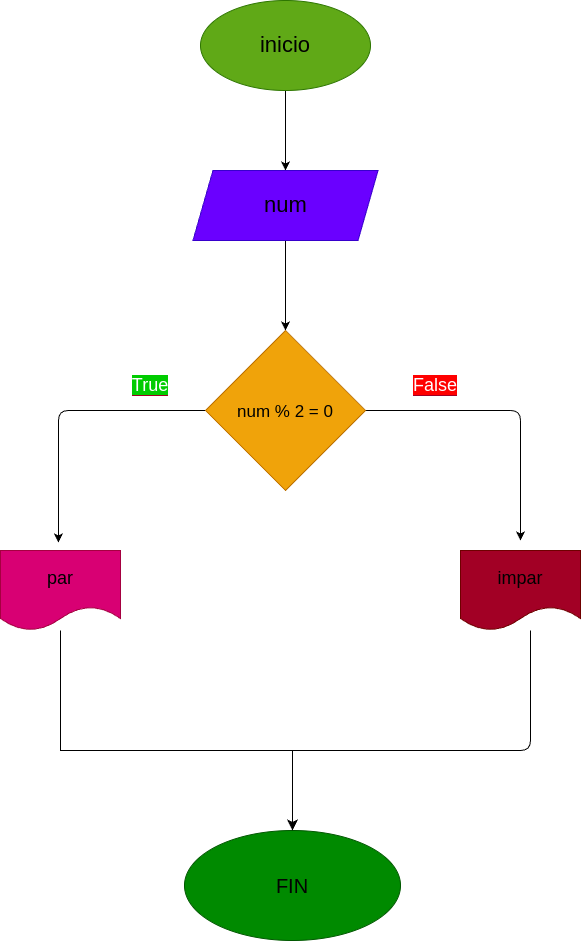 inicio
num
True
False
num % 2 = 0
par
impar
FIN